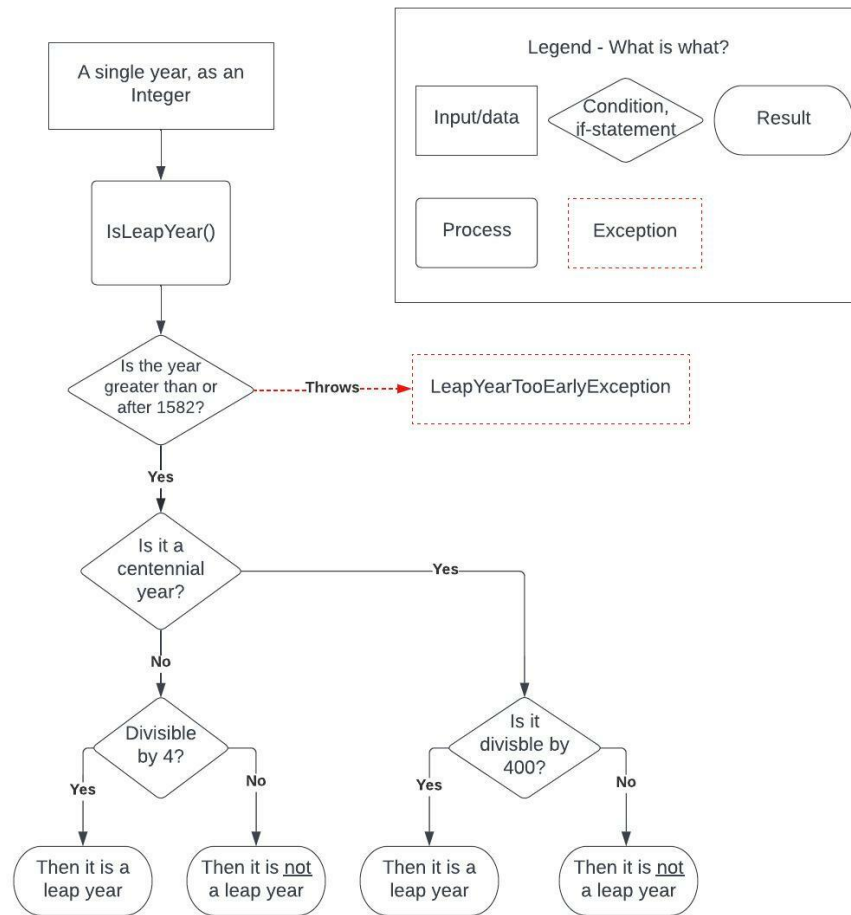 A single year, as an
Integer
Legend - What is what?
Input/data
Condition,
if-statement
Result
Process
Exception
IsLeapYear()
Is the year
greater than or
after 1582?
Throws
LeapYearTooEarlyException
Yes
Is it a
centennial
year?
Yes
No
Divisible
by 4?
Is it
divisble by
400?
Yes
No
Yes
No
Then it is a
leap year
Then it is not
a leap year
Then it is a
leap year
Then it is not
a leap year